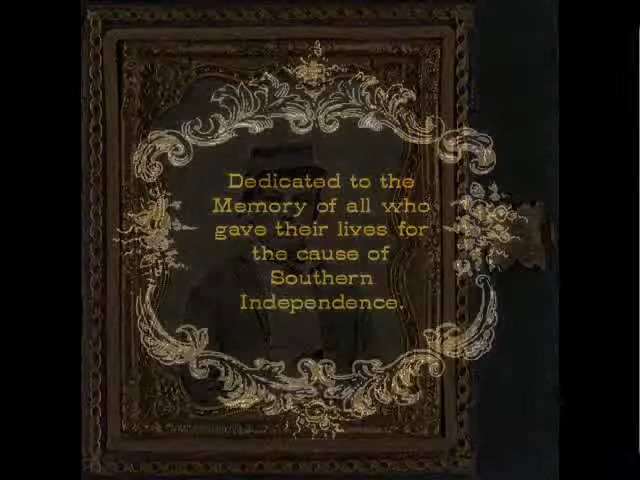 Dedicated to the
Memory of all who
gave their lives for
the cause of
Southern
Independence.